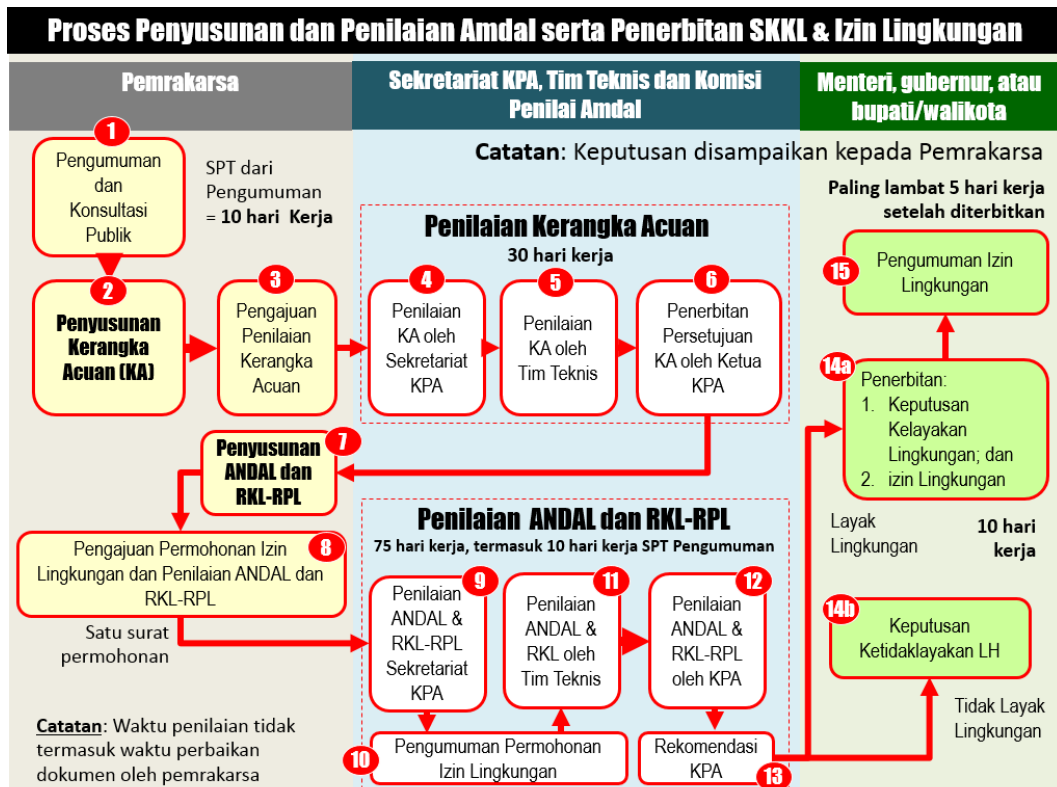 Proses Penyusunan dan Penilaian Amdal serta Penerbitan SKKL & Izin Lingkungan
Pemrakarsa
Sekretariat KPA, Tim Teknis dan Komisi
Penilai Amdal
Menteri, gubernur, atau
bupati/walikota
Catatan: Keputusan disampaikan kepada Pemrakarsa
1
Pengumuman
dan
Konsultasi
Publik
SPT dari
Pengumuman
= 10 hari Kerja
2
Penyusunan
Kerangka
Acuan (KA)
3
Pengajuan
Penilaian
Kerangka
Acuan
Penilaian Kerangka Acuan
30 hari kerja
4
Penilaian
KA oleh
Sekretariat
KPA
5
Penilaian
KA oleh
Tim Teknis
6
Penerbitan
Persetujuan
KA oleh Ketua
KPA
7
Penyusunan
ANDAL dan
RKL-RPL
8
Pengajuan Permohonan Izin
Lingkungan dan Penilaian ANDAL dan
RKL-RPL
Satu surat
permohonan
Catatan: Waktu penilaian tidak
termasuk waktu perbaikan
dokumen oleh pemrakarsa
Penilaian ANDAL dan RKL-RPL
75 hari kerja, termasuk 10 hari kerja SPT Pengumuman
9
Penilaian
ANDAL &
RKL-RPL
Sekretariat
KPA
10
Pengumuman Permohonan
Izin Lingkungan
11
Penilaian
ANDAL &
RKL oleh
Tim Teknis
12
Penilaian
ANDAL &
RKL-RPL
oleh KPA
Rekomendasi
KPA
13
Paling lambat 5 hari kerja
setelah diterbitkan
15
Pengumuman Izin
Lingkungan
14a
Penerbitan:
1. Keputusan
Kelayakan
Lingkungan; dan
2. izin Lingkungan
Layak
Lingkungan
10 hari
kerja
14b
Keputusan
Ketidaklayakan LH
Tidak Layak
Lingkungan